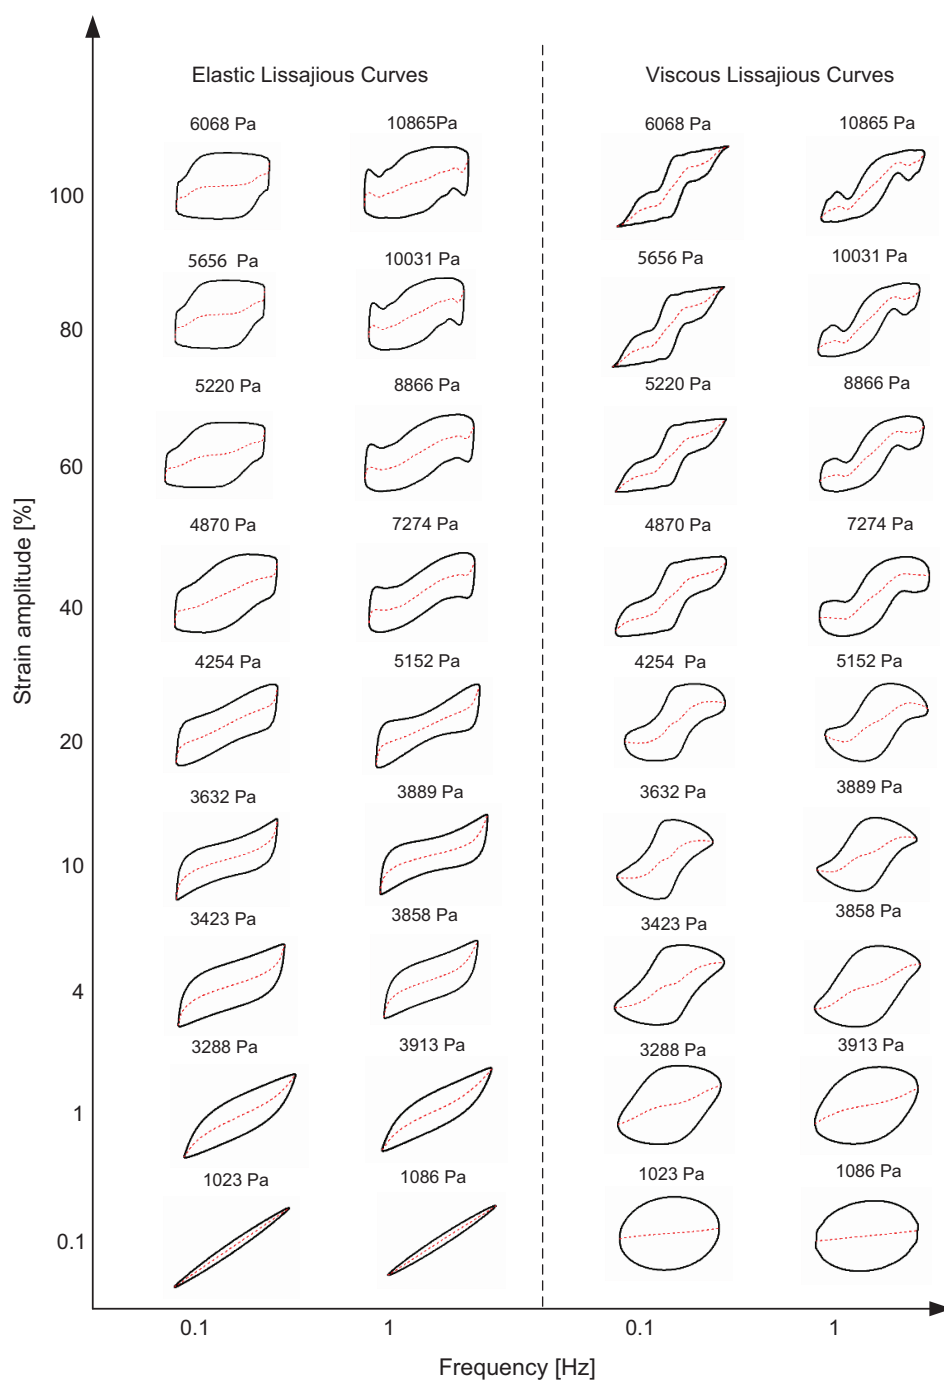 Elastic Lissajious Curves
Viscous Lissajious Curves
6068 Pa
10865Pa
6068 Pa
10865 Pa
100
5656  Pa
10031 Pa
5656 Pa
10031 Pa
80
5220 Pa
8866 Pa
5220 Pa
8866 Pa
60
4870 Pa
7274 Pa
4870 Pa
7274 Pa
40
4254 Pa
5152 Pa
4254  Pa
5152 Pa
20
3632 Pa
3889 Pa
3632 Pa
3889 Pa
10
3423 Pa
3858 Pa
3423 Pa
3858 Pa
4
3288 Pa
3913 Pa
3288 Pa
3913 Pa
1
1023 Pa
1086 Pa
1023 Pa
1086 Pa
0.1
Strain amplitude [%]
0.1
1
0.1
1
Frequency [Hz]